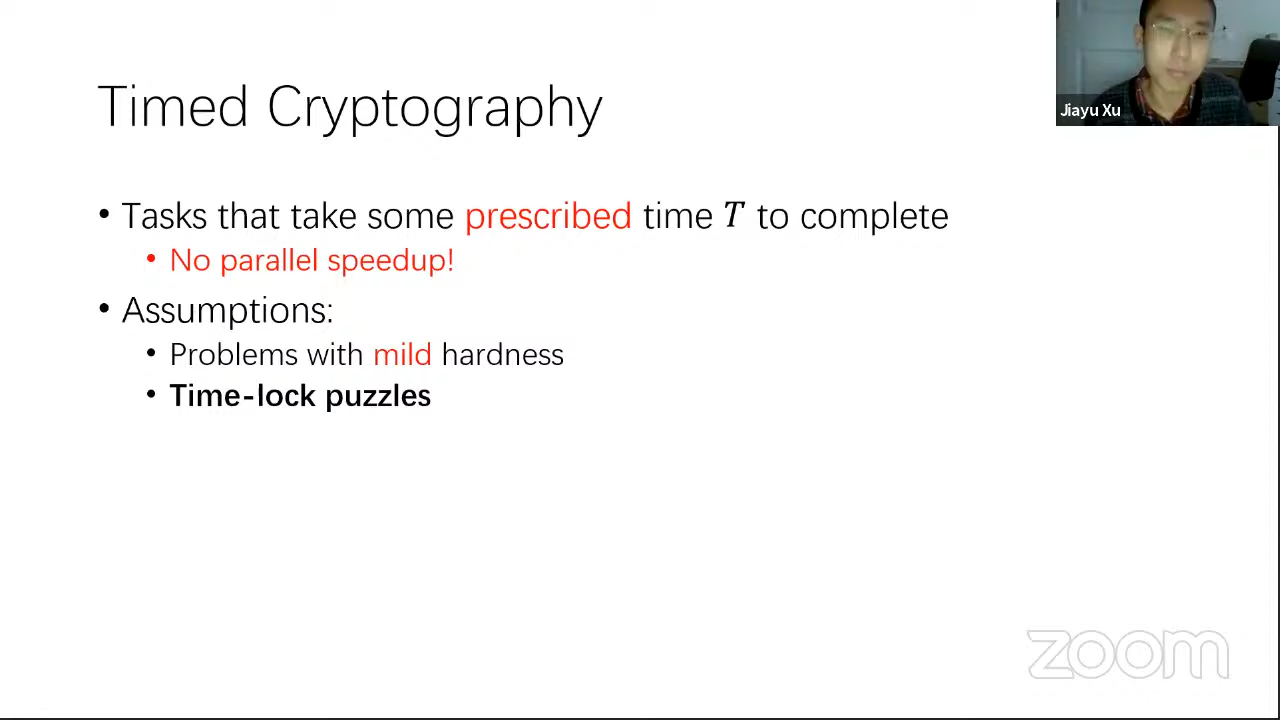 Timed Cryptography
Jiayu Xu
• Tasks that take some prescribed time T to complete
• No parallel speedup!
• Assumptions:
• Problems with mild hardness
• Time-lock puzzles
zoom